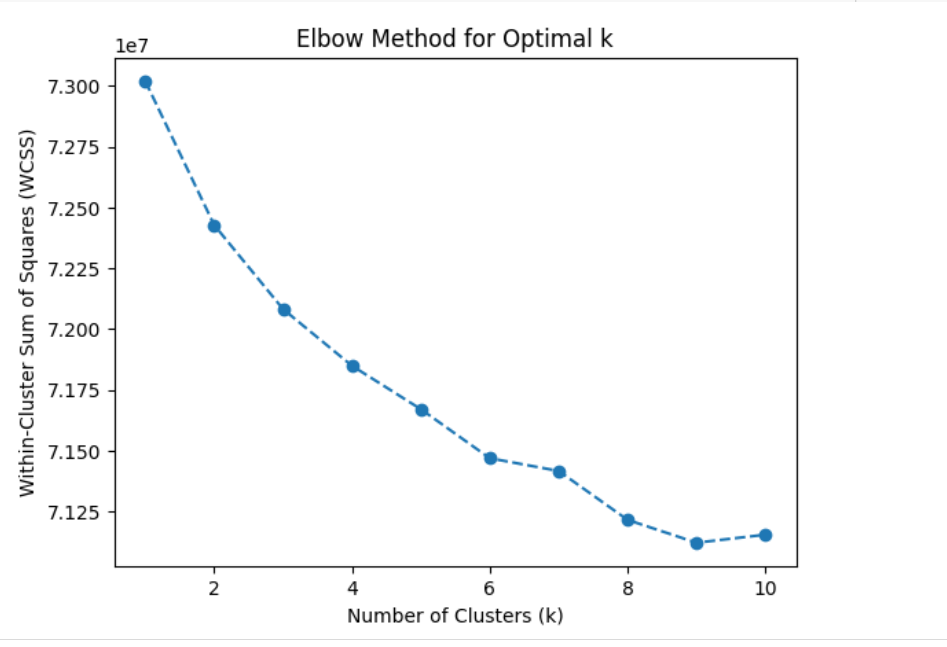 Elbow Method for Optimal k
1e7
7.300
7.275
7.250
7.225
7.200
7.175
7.150
7.125
Within-Cluster Sum of Squares (WCSS)
2 4 6 8 10
Number of Clusters (k)